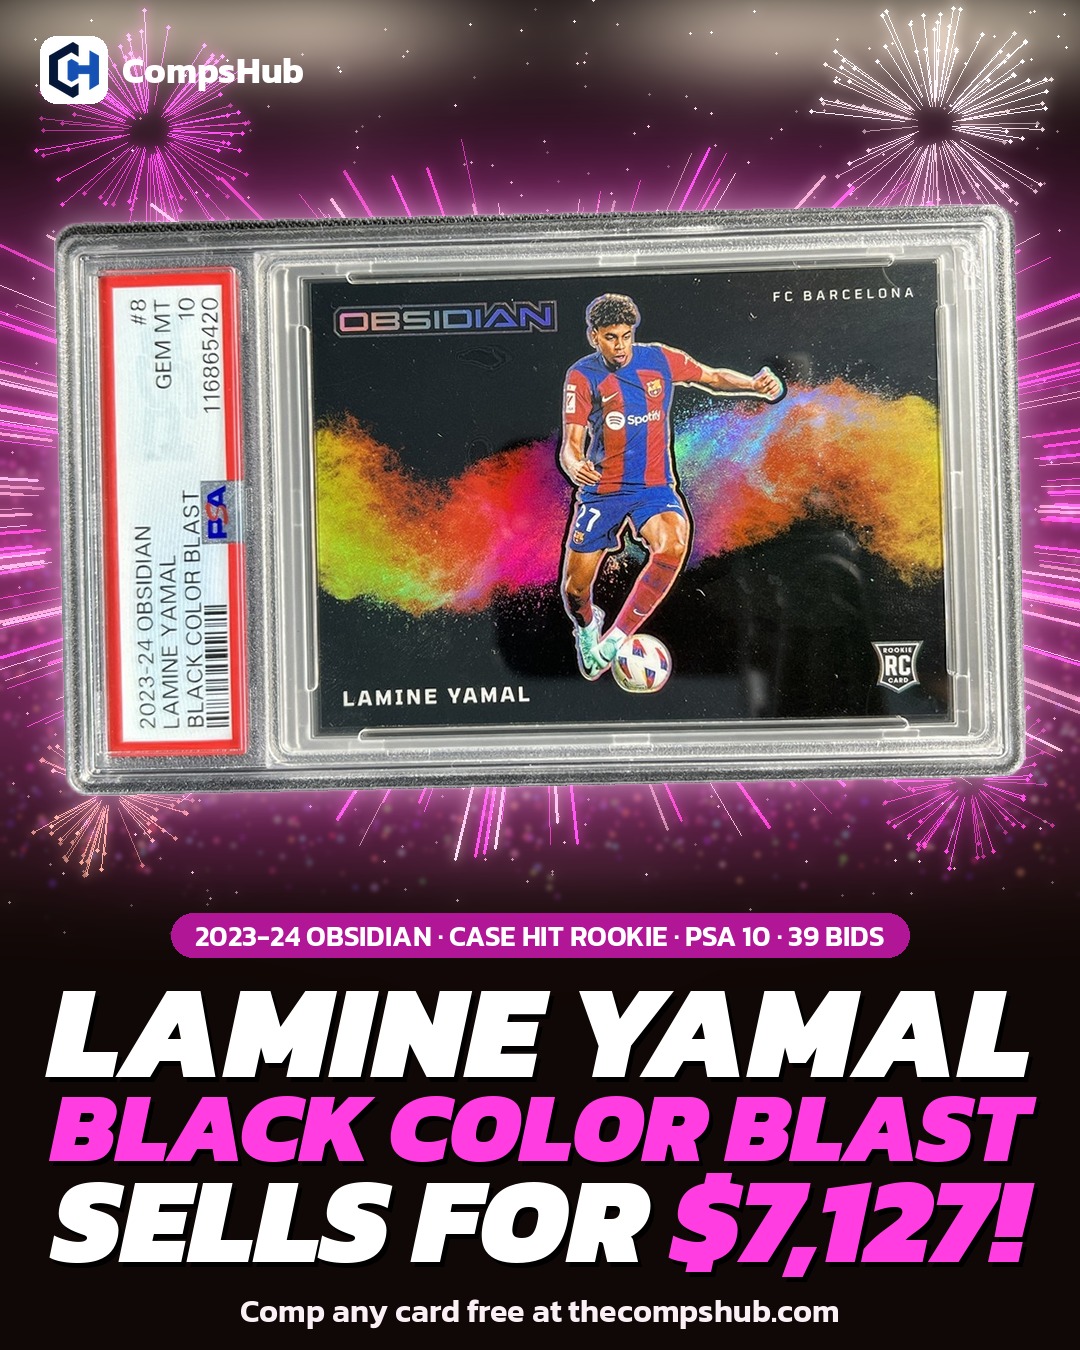 CompsHub
#8
GEM MT
10
116865420
2023-24 OBSIDIAN
LAMINE YAMAL
BLACK COLOR BLAST
PSA
OBSIDIAN
FC BARCELONA
Spotify
27
LAMINE YAMAL
ROOKIE
RC
CARD
2023-24 OBSIDIAN · CASE HIT ROOKIE · PSA 10 · 39 BIDS
LAMINE YAMAL
BLACK COLOR BLAST
SELLS FOR $7,127!
Comp any card free at thecompshub.com